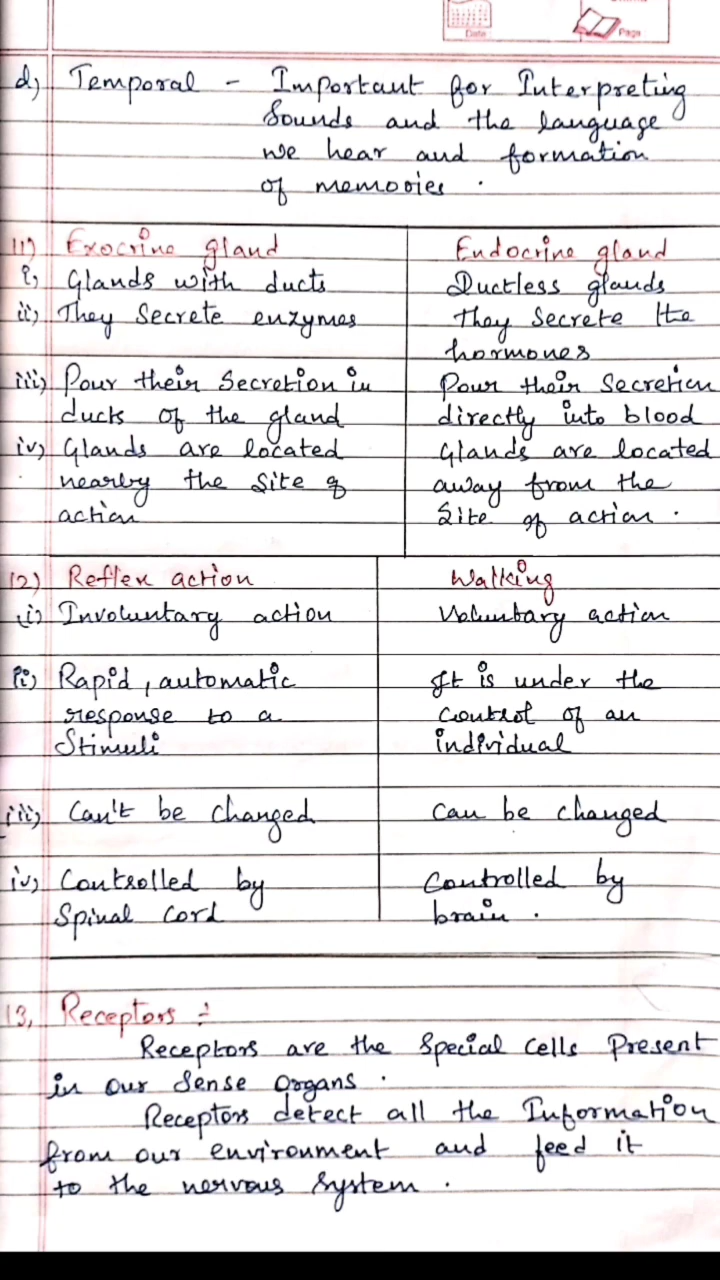 Date
Page
d) Temporal - Important for Interpreting
Sounds and the language
we hear and formation
of memories.
11) Exocrine gland Endocrine gland
i) Glands with ducts Ductless glands
ii) They Secrete enzymes They Secrete the
hormones
iii) Pour their Secretion in Pour their Secretion
ducts of the gland directly into blood
iv) Glands are located Glands are located
nearby the Site of away from the
action Site of action.
12) Reflex action Walking
(i) Involuntary action Voluntary action
ii) Rapid, automatic It is under the
response to a control of an
Stimuli individual
iii) Can't be changed Can be changed
iv) Controlled by Controlled by
Spinal Cord brain.
13, Receptors :-
Receptors are the Special Cells Present
in our Sense Organs.
Receptors detect all the Information
from our environment and feed it
to the nervous System.